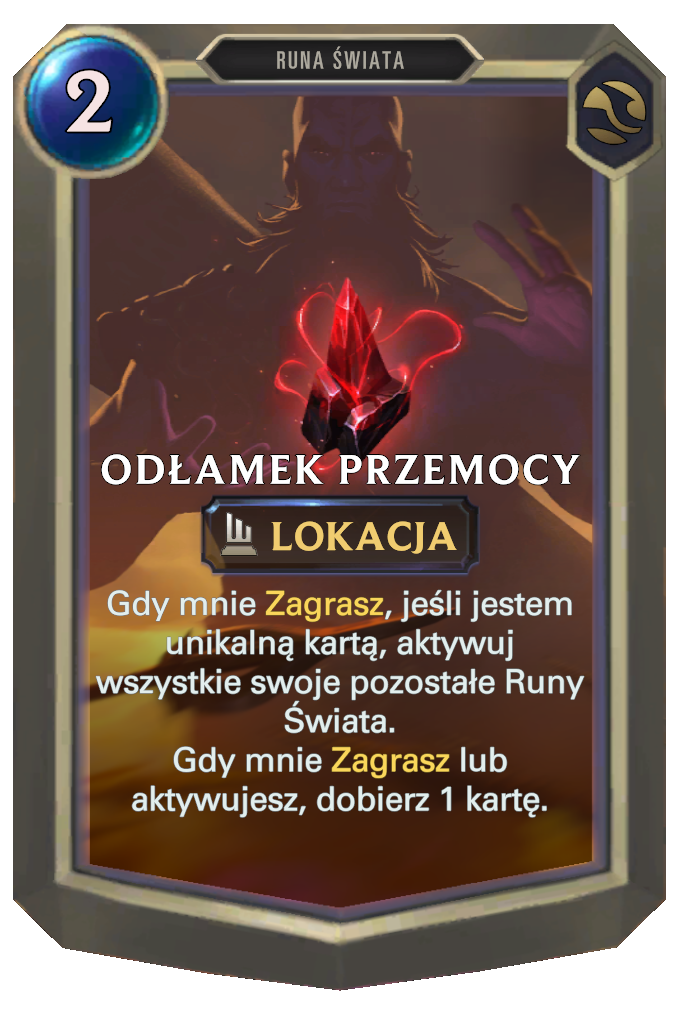 RUNA ŚWIATA
2
ODŁAMEK PRZEMOCY
LOKACJA
Gdy mnie Zagrasz, jeśli jestem
unikalną kartą, aktywuj
wszystkie swoje pozostałe Runy
Świata.
Gdy mnie Zagrasz lub
aktywujesz, dobierz 1 kartę.